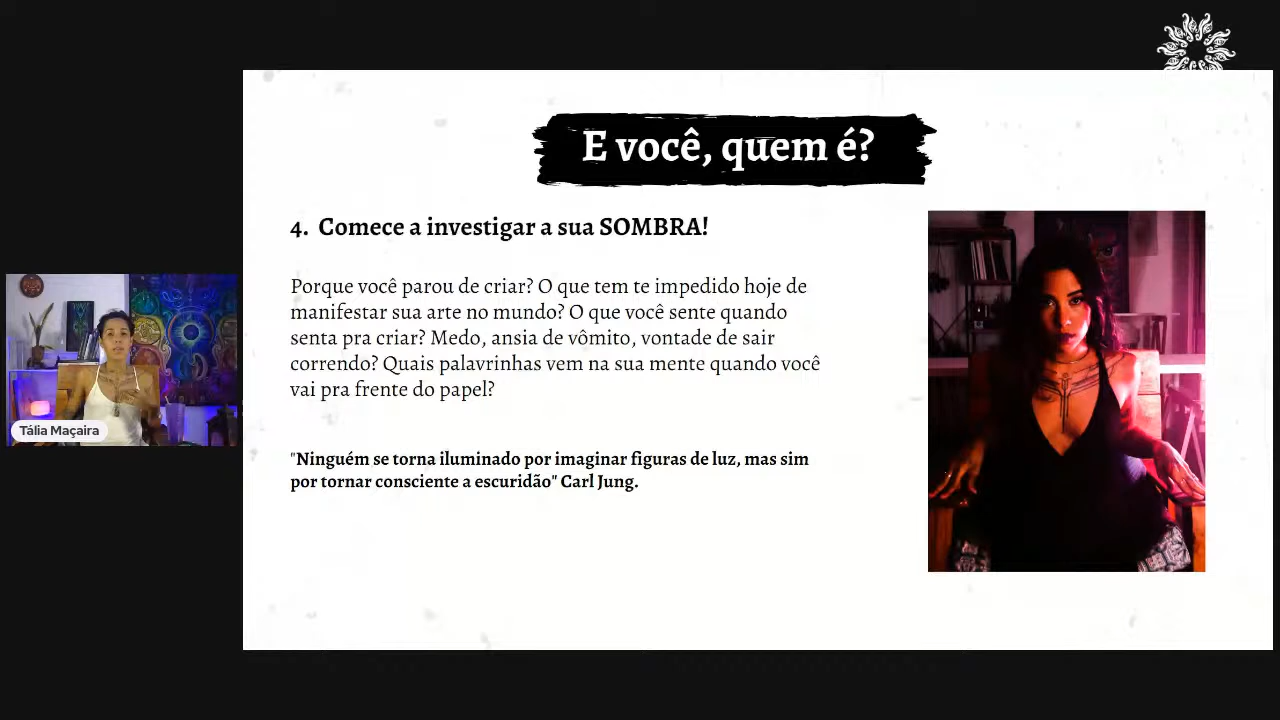 E você, quem é?
4. Comece a investigar a sua SOMBRA!
Porque você parou de criar? O que tem te impedido hoje de
manifestar sua arte no mundo? O que você sente quando
senta pra criar? Medo, ansia de vômito, vontade de sair
correndo? Quais palavrinhas vem na sua mente quando você
vai pra frente do papel?
"Ninguém se torna iluminado por imaginar figuras de luz, mas sim
por tornar consciente a escuridão" Carl Jung.
Tália Maçaira